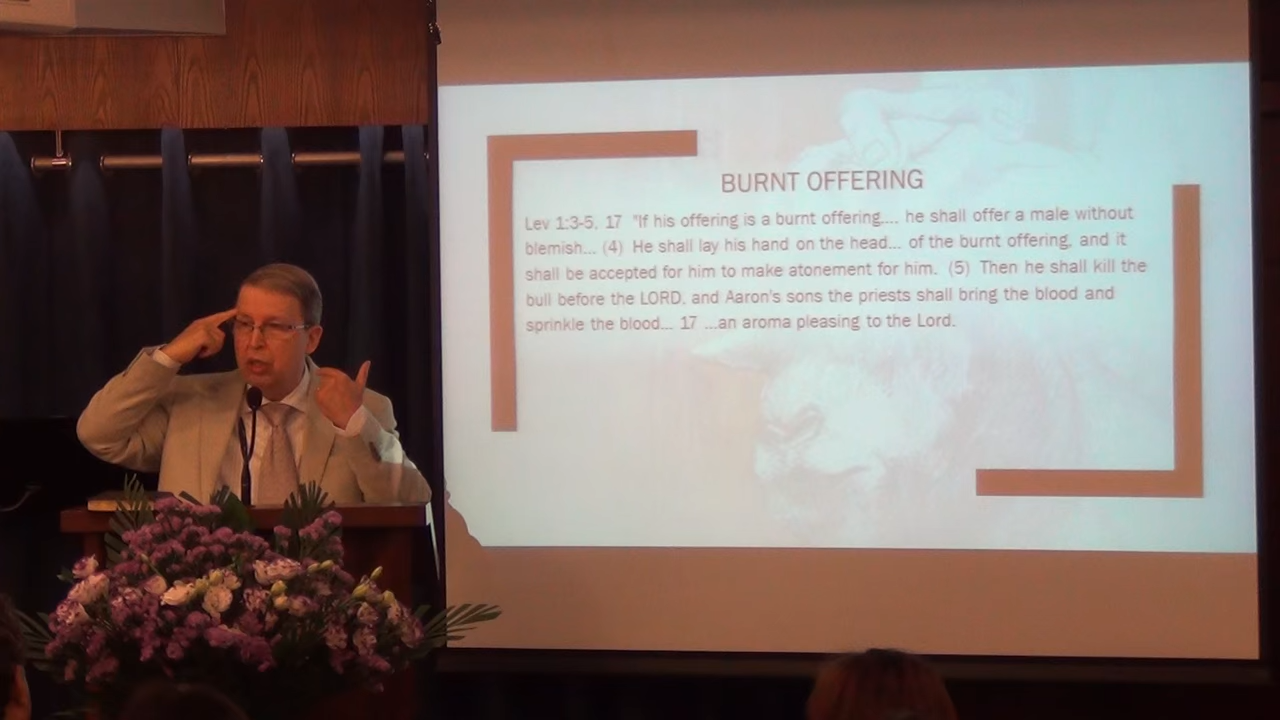 BURNT OFFERING
Lev 1:3-5, 17 "If his offering is a burnt offering,... he shall offer a male without
blemish... (4) He shall lay his hand on the head... of the burnt offering, and it
shall be accepted for him to make atonement for him. (5) Then he shall kill the
bull before the LORD, and Aaron's sons the priests shall bring the blood and
sprinkle the blood... 17 ...an aroma pleasing to the Lord.